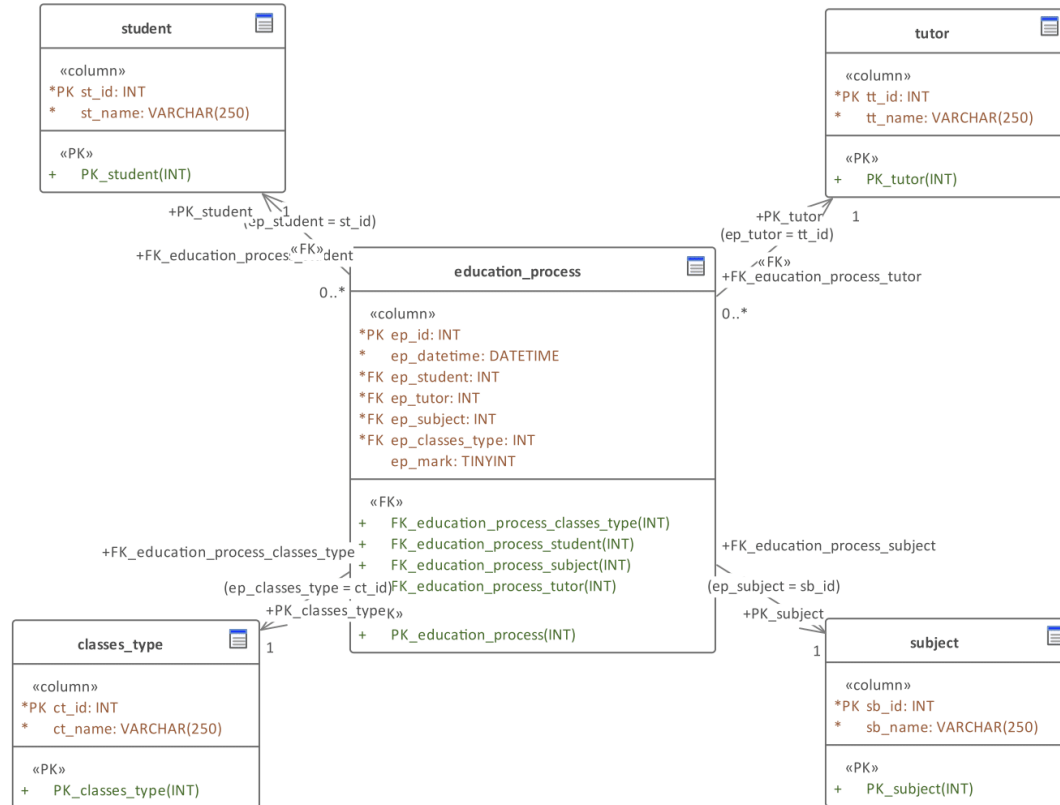 student
«column»
*PK st_id: INT
* st_name: VARCHAR(250)
«PK»
+ PK_student(INT)
tutor
«column»
*PK tt_id: INT
* tt_name: VARCHAR(250)
«PK»
+ PK_tutor(INT)
+PK_student
1
(ep_student = st_id)
«FK»
+FK_education_process_student
0..*
+PK_tutor
1
(ep_tutor = tt_id)
«FK»
+FK_education_process_tutor
0..*
education_process
«column»
*PK ep_id: INT
* ep_datetime: DATETIME
*FK ep_student: INT
*FK ep_tutor: INT
*FK ep_subject: INT
*FK ep_classes_type: INT
ep_mark: TINYINT
«FK»
+ FK_education_process_classes_type(INT)
+ FK_education_process_student(INT)
+ FK_education_process_subject(INT)
FK_education_process_tutor(INT)
K»
+ PK_education_process(INT)
+FK_education_process_classes_type
(ep_classes_type = ct_id)
+PK_classes_type
1
+FK_education_process_subject
(ep_subject = sb_id)
+PK_subject
1
classes_type
«column»
*PK ct_id: INT
* ct_name: VARCHAR(250)
«PK»
+ PK_classes_type(INT)
subject
«column»
*PK sb_id: INT
* sb_name: VARCHAR(250)
«PK»
+ PK_subject(INT)